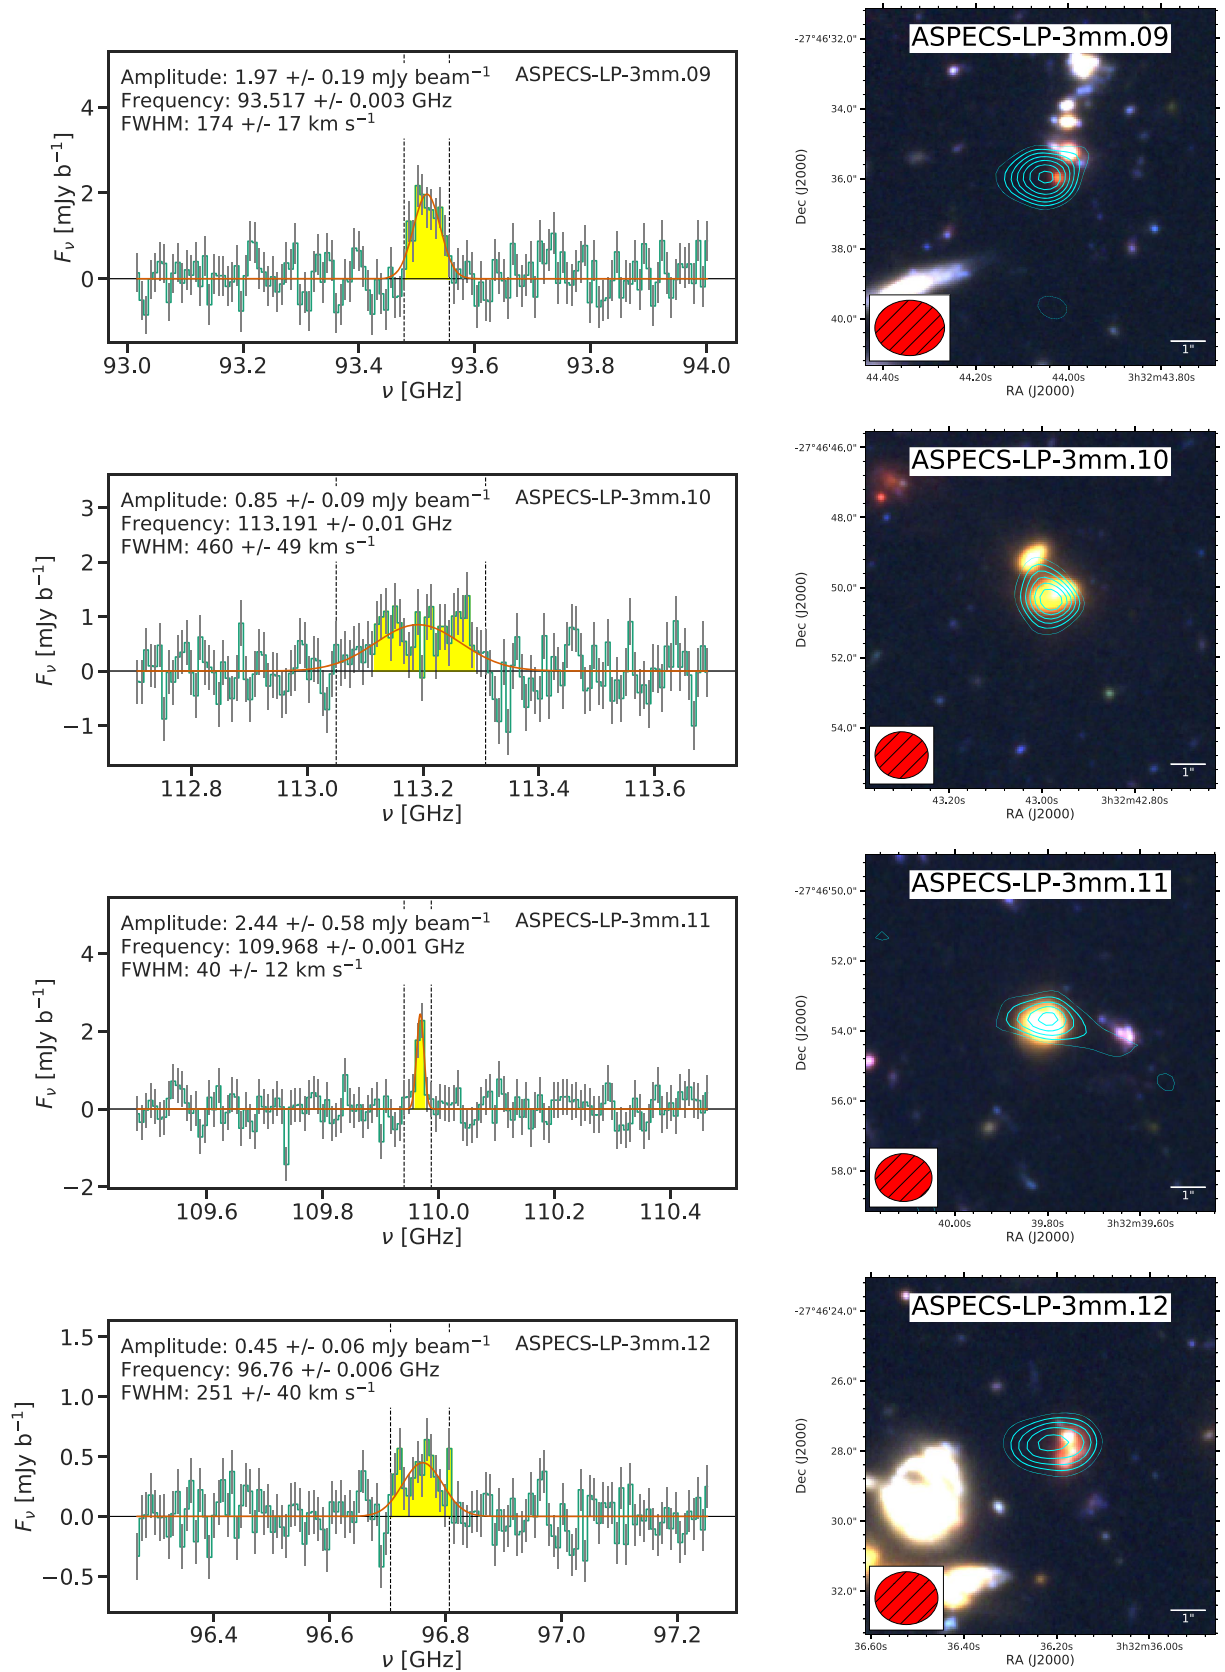 Amplitude: 1.97 +/- 0.19 mJy beam⁻¹ ASPECS-LP-3mm.09
Frequency: 93.517 +/- 0.003 GHz
FWHM: 174 +/- 17 km s⁻¹
4
2
0
Fν [mJy b⁻¹]
93.0 93.2 93.4 93.6 93.8 94.0
ν [GHz]
ASPECS-LP-3mm.09
-27°46'32.0"
34.0"
36.0"
38.0"
40.0"
Dec (J2000)
1"
44.40s 44.20s 44.00s 3h32m43.80s
RA (J2000)
Amplitude: 0.85 +/- 0.09 mJy beam⁻¹ ASPECS-LP-3mm.10
Frequency: 113.191 +/- 0.01 GHz
FWHM: 460 +/- 49 km s⁻¹
3
2
1
0
−1
Fν [mJy b⁻¹]
112.8 113.0 113.2 113.4 113.6
ν [GHz]
ASPECS-LP-3mm.10
-27°46'46.0"
48.0"
50.0"
52.0"
54.0"
Dec (J2000)
1"
43.20s 43.00s 3h32m42.80s
RA (J2000)
Amplitude: 2.44 +/- 0.58 mJy beam⁻¹ ASPECS-LP-3mm.11
Frequency: 109.968 +/- 0.001 GHz
FWHM: 40 +/- 12 km s⁻¹
4
2
0
−2
Fν [mJy b⁻¹]
109.6 109.8 110.0 110.2 110.4
ν [GHz]
ASPECS-LP-3mm.11
-27°46'50.0"
52.0"
54.0"
56.0"
58.0"
Dec (J2000)
1"
40.00s 39.80s 3h32m39.60s
RA (J2000)
Amplitude: 0.45 +/- 0.06 mJy beam⁻¹ ASPECS-LP-3mm.12
Frequency: 96.76 +/- 0.006 GHz
FWHM: 251 +/- 40 km s⁻¹
1.5
1.0
0.5
0.0
−0.5
Fν [mJy b⁻¹]
96.4 96.6 96.8 97.0 97.2
ν [GHz]
ASPECS-LP-3mm.12
-27°46'24.0"
26.0"
28.0"
30.0"
32.0"
Dec (J2000)
1"
36.60s 36.40s 36.20s 3h32m36.00s
RA (J2000)